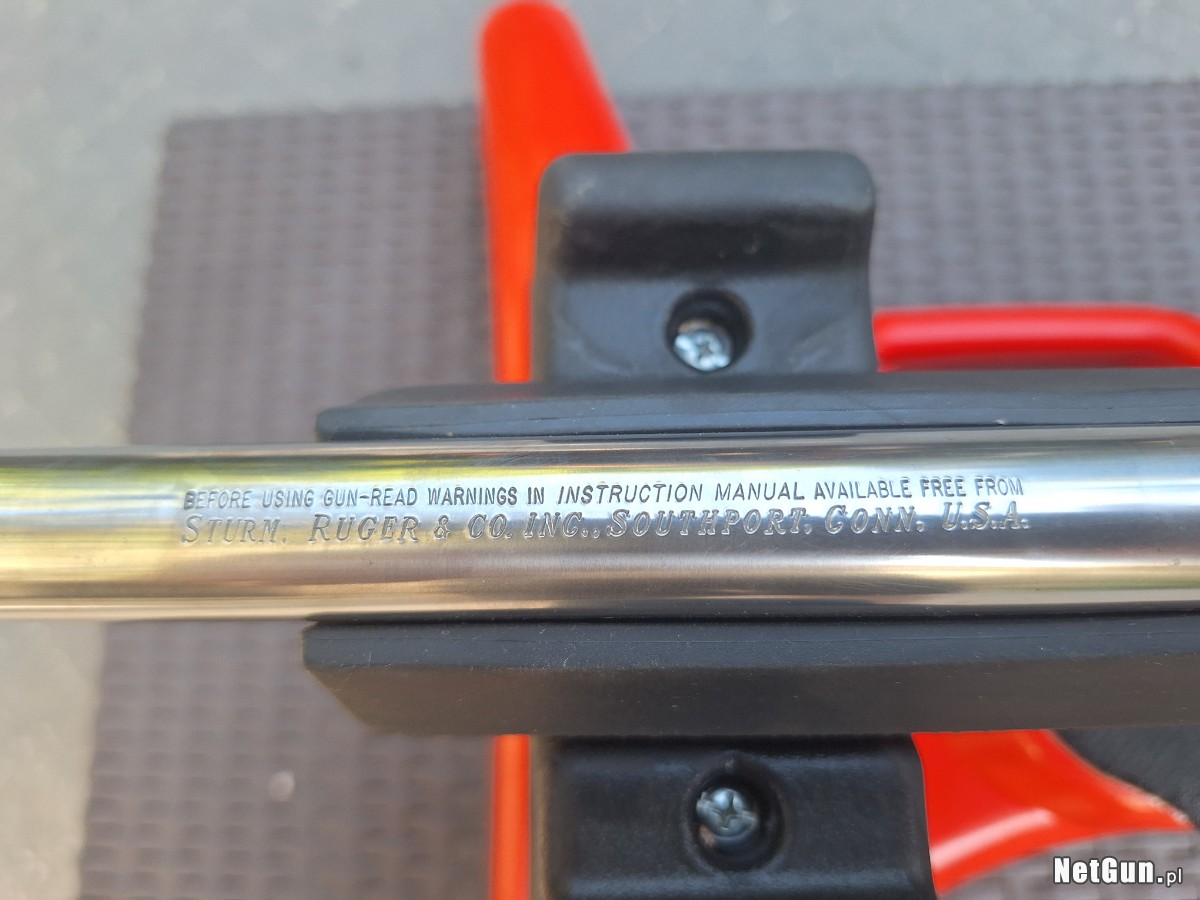 BEFORE USING GUN-READ WARNINGS IN INSTRUCTION MANUAL AVAILABLE FREE FROM
STURM, RUGER & CO. INC., SOUTHPORT, CONN. U.S.A.
NetGun.pl